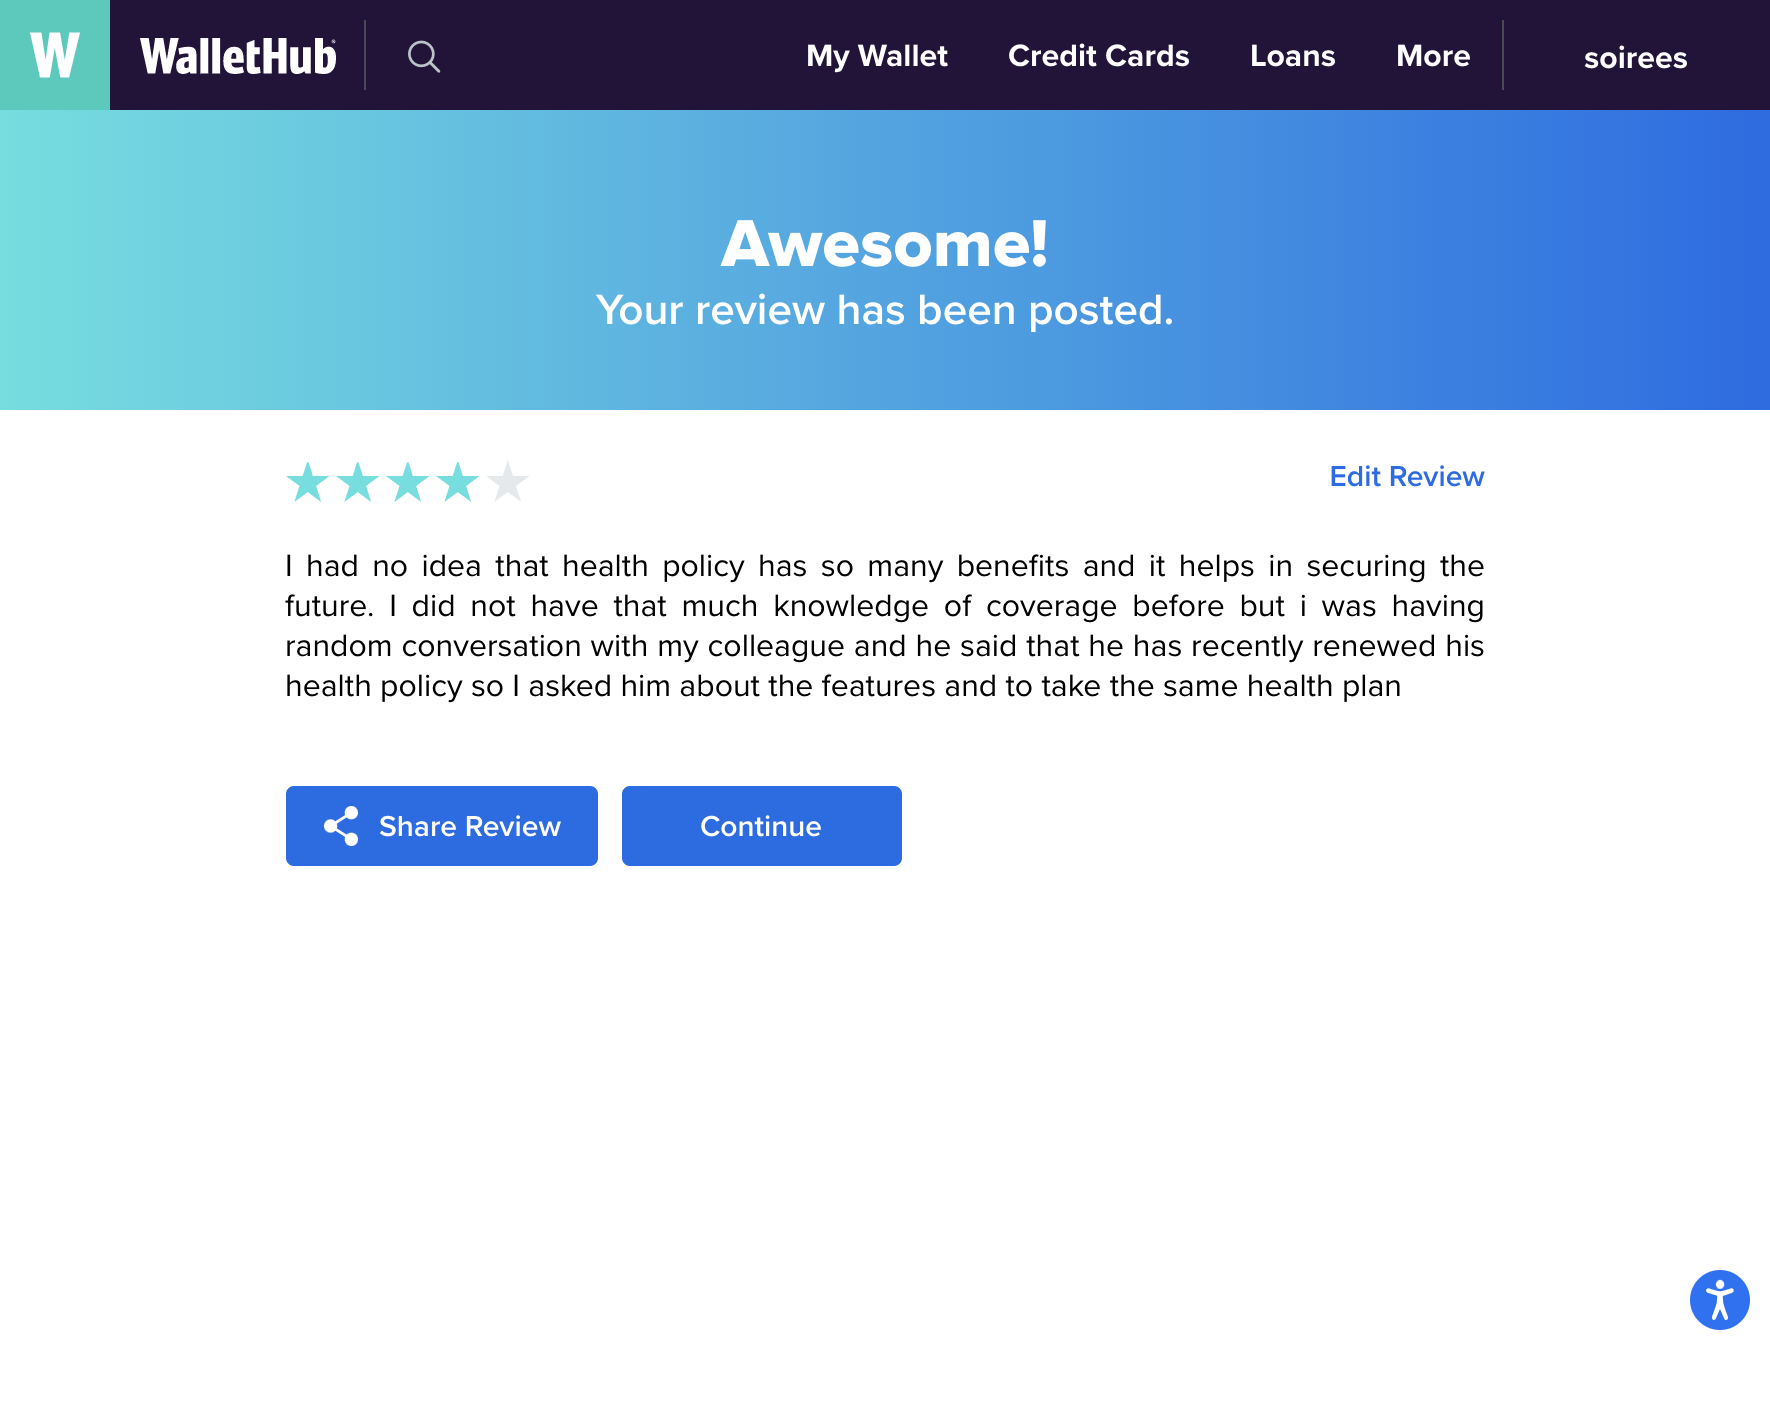 W WalletHub My Wallet Credit Cards Loans More soirees
Awesome!
Your review has been posted.
Edit Review
I had no idea that health policy has so many benefits and it helps in securing the
future. I did not have that much knowledge of coverage before but i was having
random conversation with my colleague and he said that he has recently renewed his
health policy so I asked him about the features and to take the same health plan
Share Review Continue